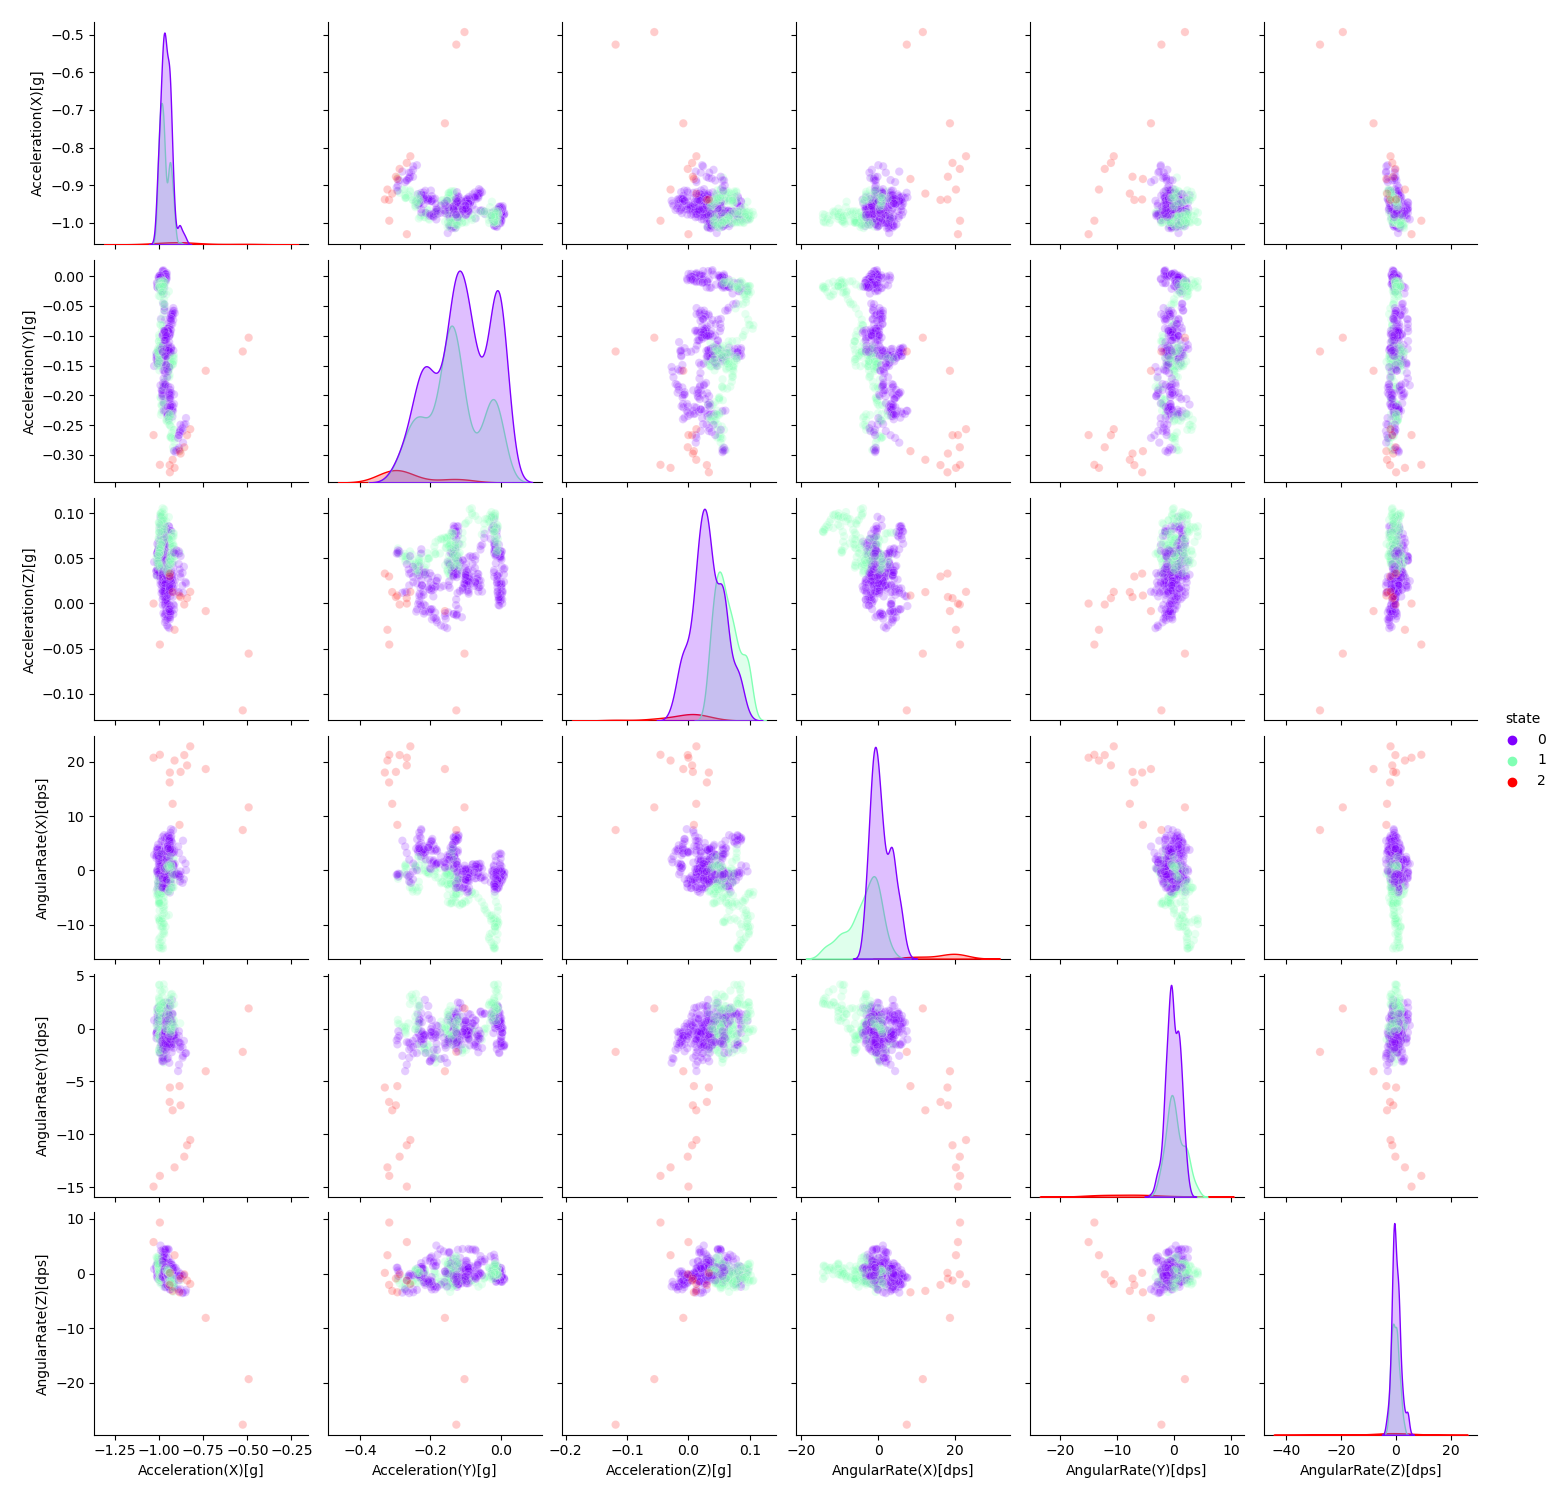 −0.5
−0.6
−0.7
−0.8
−0.9
−1.0
Acceleration(X)[g]
0.00
−0.05
−0.10
−0.15
−0.20
−0.25
−0.30
Acceleration(Y)[g]
0.10
0.05
0.00
−0.05
−0.10
Acceleration(Z)[g]
state
0
1
2
20
10
0
−10
AngularRate(X)[dps]
5
0
−5
−10
−15
AngularRate(Y)[dps]
10
0
−10
−20
AngularRate(Z)[dps]
−1.25 −1.00 −0.75 −0.50 −0.25
Acceleration(X)[g]
−0.4 −0.2 0.0
Acceleration(Y)[g]
−0.2 −0.1 0.0 0.1
Acceleration(Z)[g]
−20 0 20
AngularRate(X)[dps]
−20 −10 0 10
AngularRate(Y)[dps]
−40 −20 0 20
AngularRate(Z)[dps]